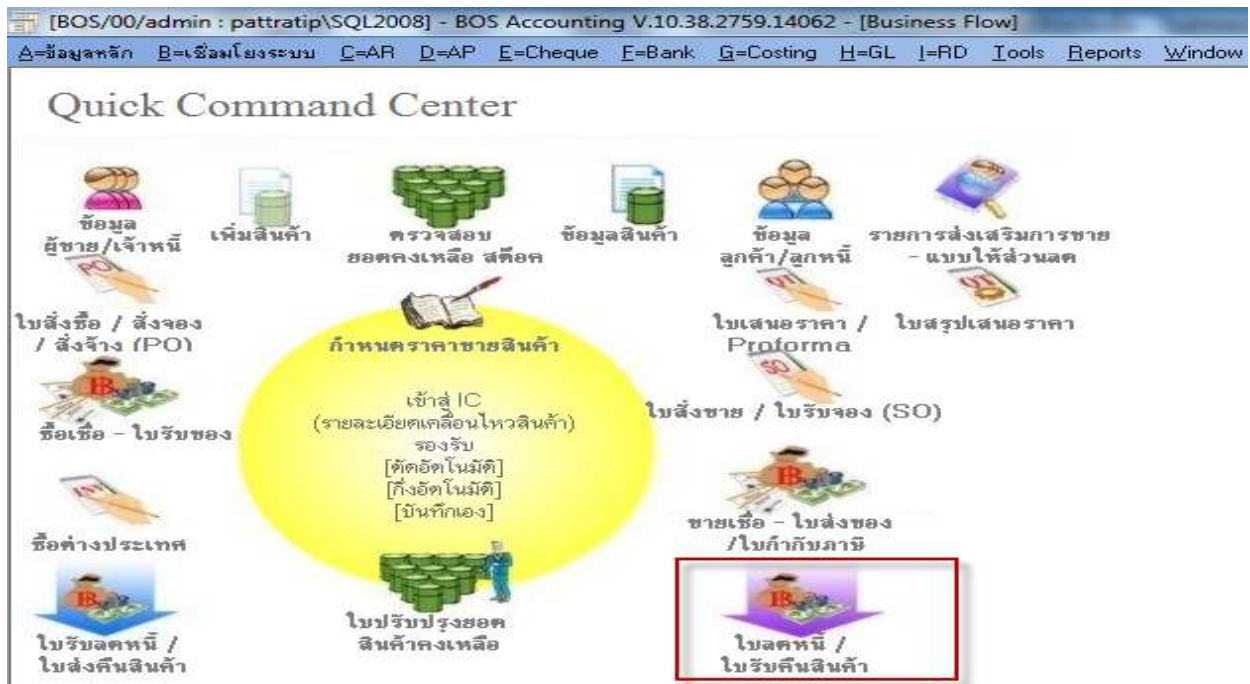 [BOS/00/admin : pattratip\SQL2008] - BOS Accounting V.10.38.2759.14062 - [Business Flow]
A=ข้อมูลหลัก B=เชื่อมโยงระบบ C=AR D=AP E=Cheque F=Bank G=Costing H=GL I=RD Tools Reports Window
Quick Command Center
ข้อมูล
ผู้ขาย/เจ้าหนี้
เพิ่มสินค้า
ตรวจสอบ
ยอดคงเหลือ สต๊อค
ข้อมูลสินค้า
ข้อมูล
ลูกค้า/ลูกหนี้
รายการส่งเสริมการขาย
- แบบให้ส่วนลด
PO
ใบสั่งซื้อ / สั่งจอง
/ สั่งจ้าง (PO)
กำหนดราคาขายสินค้า
QT
ใบเสนอราคา /
Proforma
QT
ใบสรุปเสนอราคา
B
ซื้อเชื่อ - ใบรับของ
เข้าสู่ IC
(รายละเอียดเคลื่อนไหวสินค้า)
รองรับ
[ตัดอัตโนมัติ]
[กึ่งอัตโนมัติ]
[บันทึกเอง]
SO
ใบสั่งขาย / ใบรับจอง (SO)
INV
ซื้อต่างประเทศ
B
ขายเชื่อ - ใบส่งของ
/ใบกำกับภาษี
B
ใบรับลดหนี้ /
ใบส่งคืนสินค้า
ใบปรับปรุงยอด
สินค้าคงเหลือ
B
ใบลดหนี้ /
ใบรับคืนสินค้า